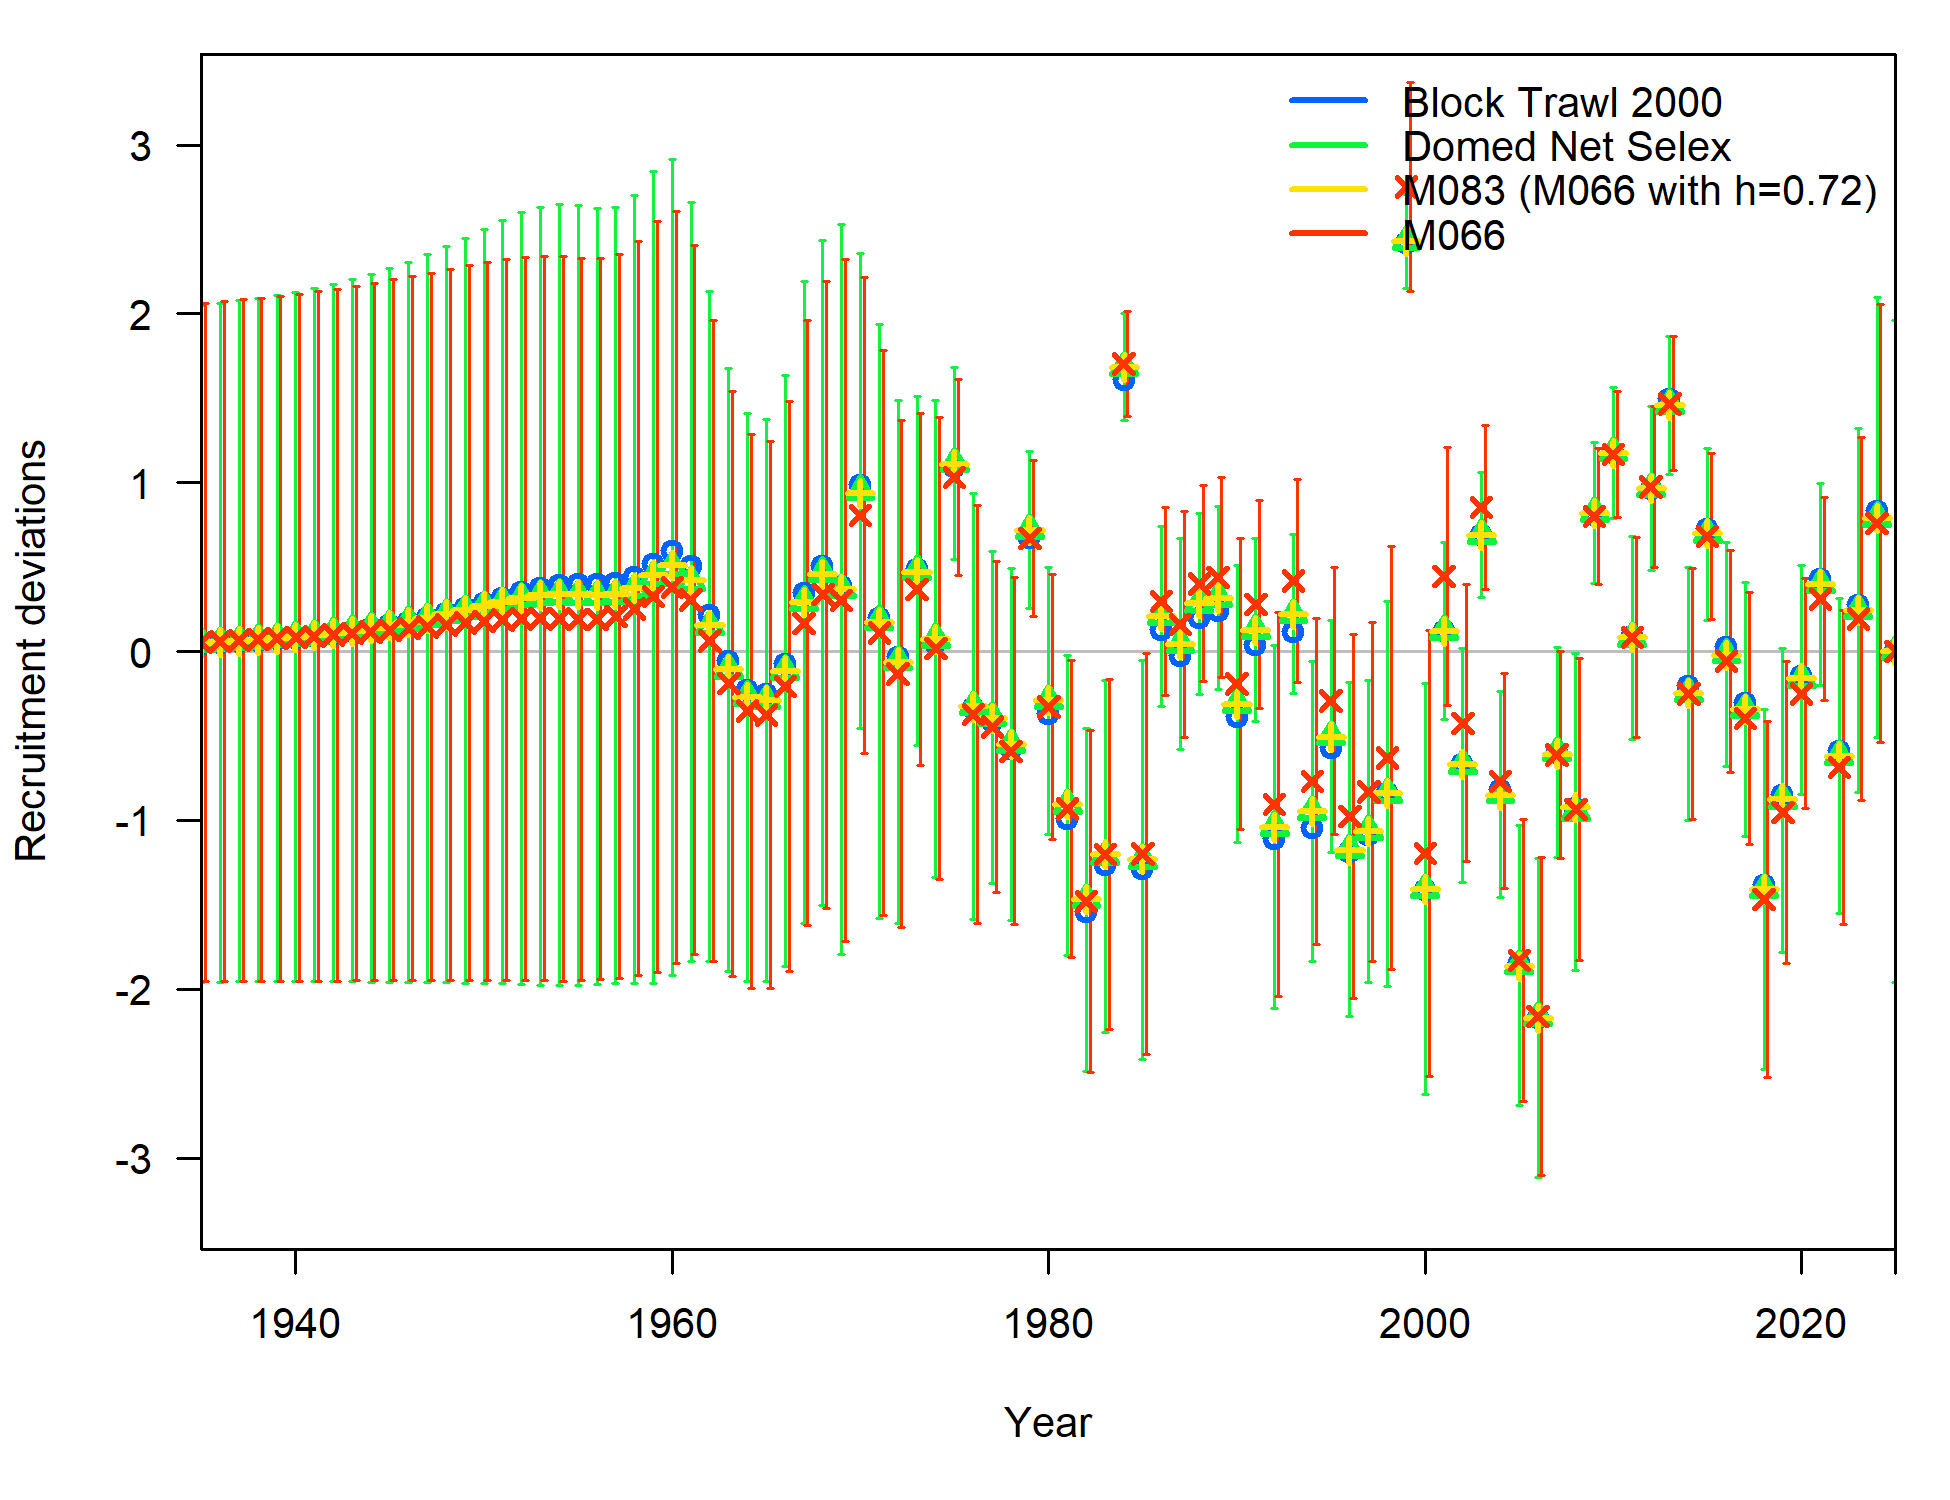 Block Trawl 2000
Domed Net Selex
M083 (M066 with h=0.72)
M066
3
2
1
0
-1
-2
-3
Recruitment deviations
1940
1960
1980
2000
2020
Year